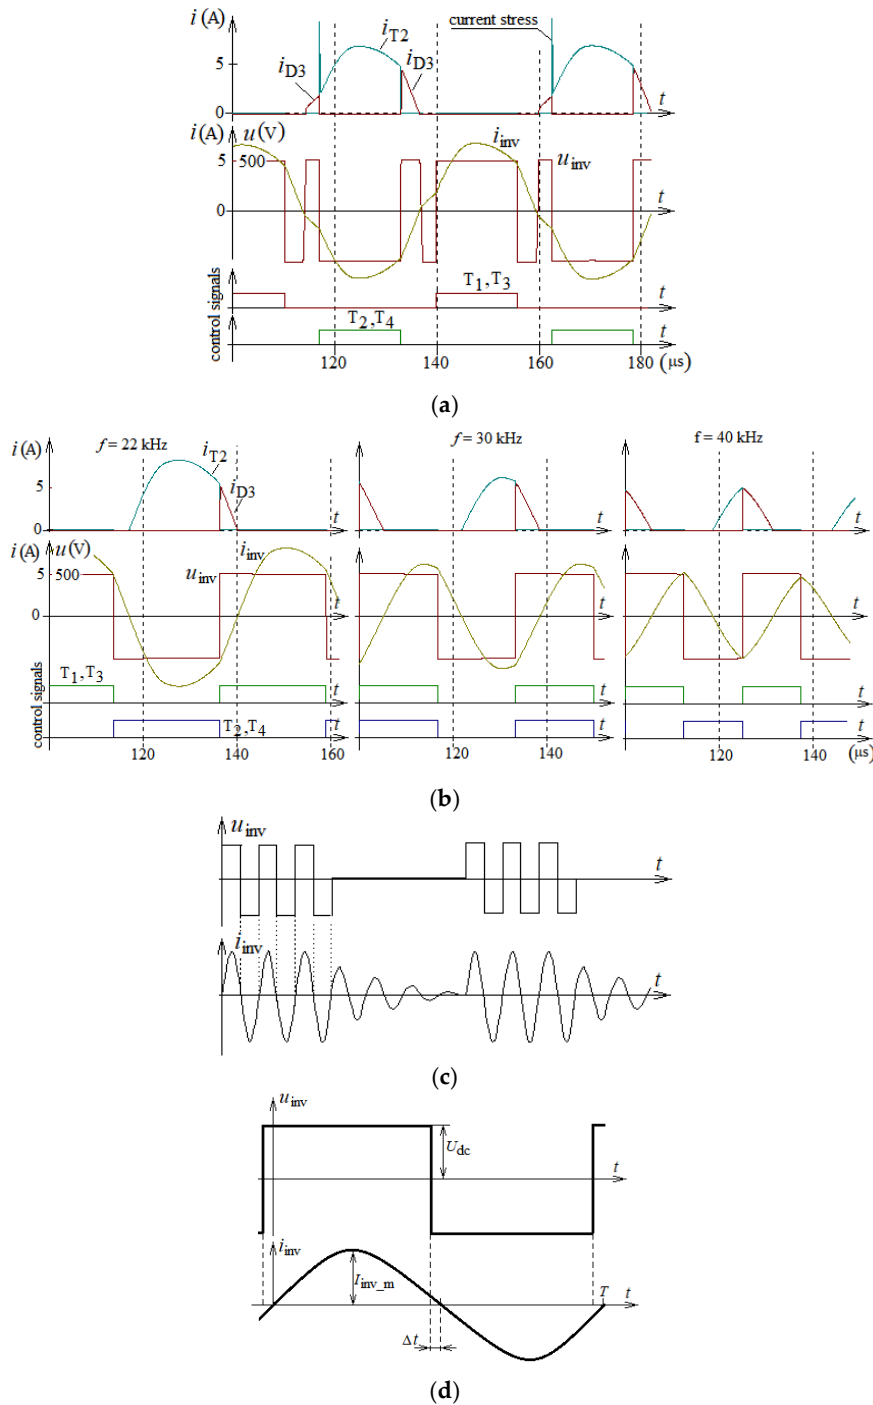 i (A)
current stress
iT2
iD3
iD3
5
0
t
i (A) u (V)
iinv
5 500
uinv
0
t
control signals
T1, T3
t
T2, T4
t
120 140 160 180 (μs)
(a)
f = 22 kHz f = 30 kHz f = 40 kHz
i (A)
iT2
5
iD3
0
t t t
i (A) u (V)
iinv
5 500
uinv
0
t t t
control signals
T1, T3
t t t
T2, T4
t t t
120 140 160 120 140 120 140 (μs)
(b)
uinv
t
iinv
t
(c)
uinv
Udc
t
iinv
Iinv_m
T t
Δt
(d)